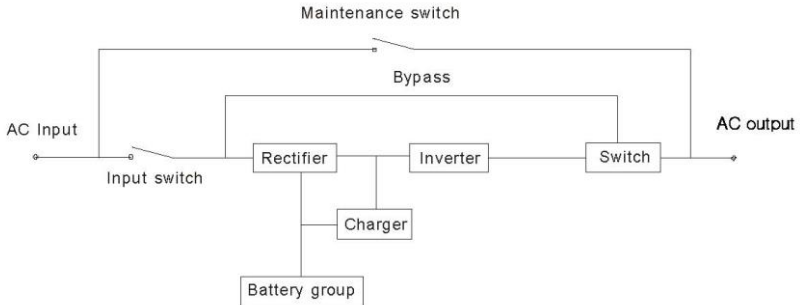 Maintenance switch
Bypass
AC Input
AC output
Rectifier
Inverter
Switch
Input switch
Charger
Battery group